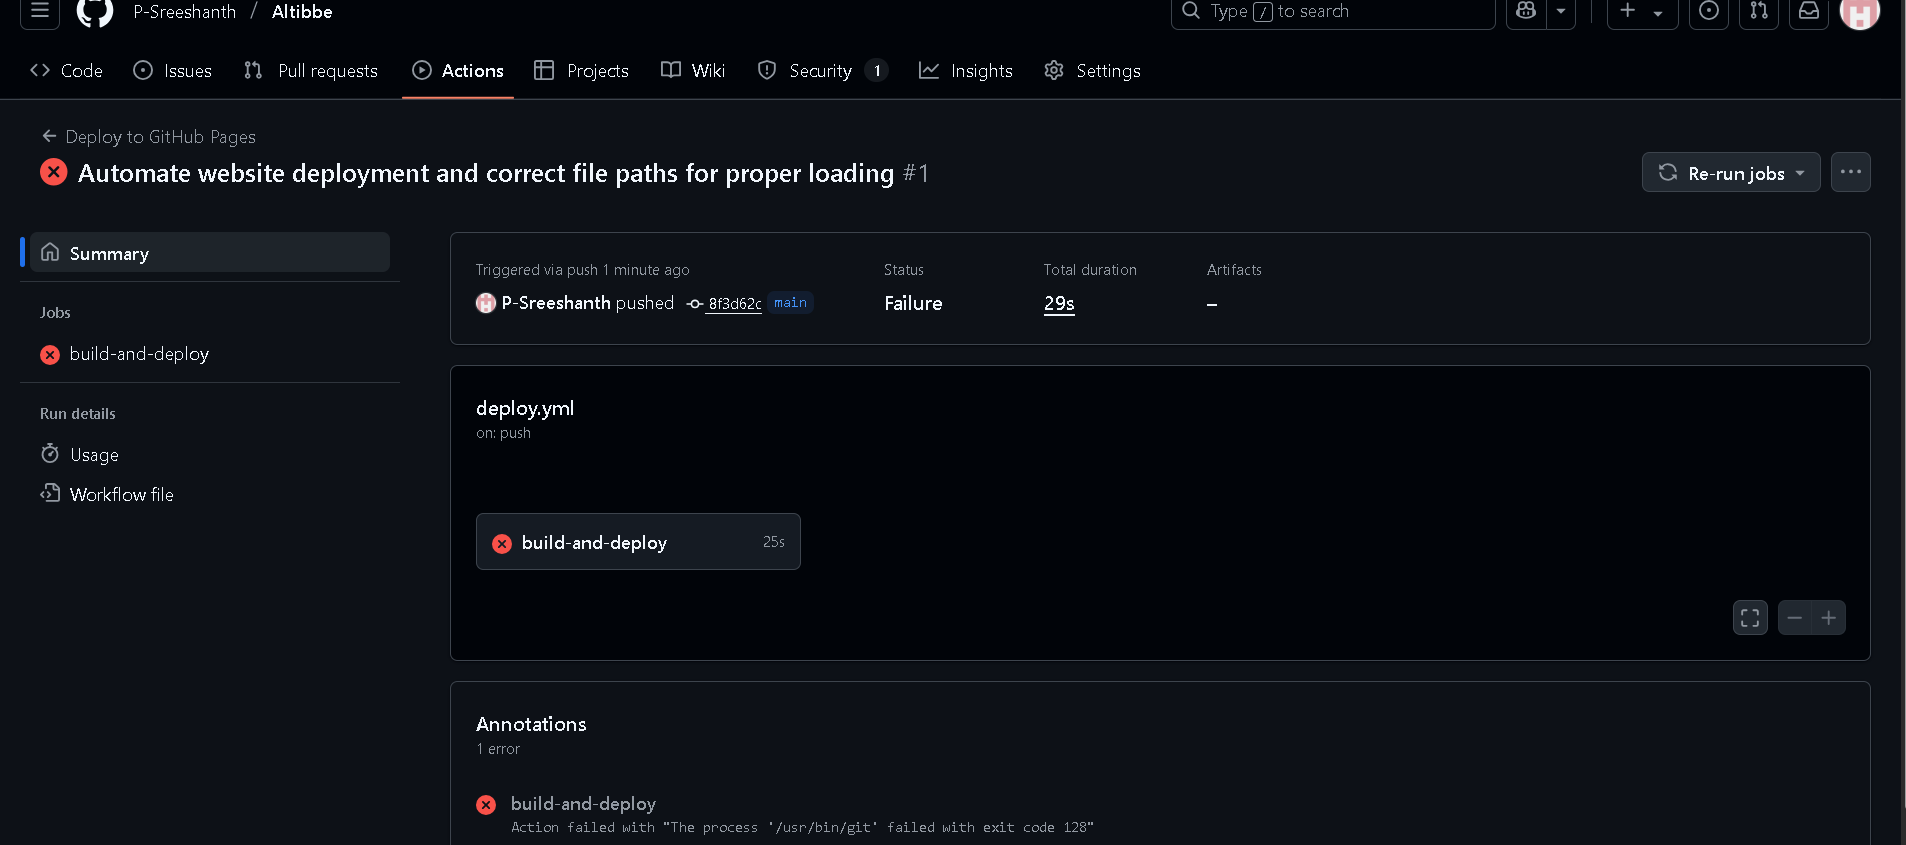 P-Sreeshanth / Altibbe
Type / to search
Code Issues Pull requests Actions Projects Wiki Security 1 Insights Settings
Deploy to GitHub Pages
Automate website deployment and correct file paths for proper loading #1
Re-run jobs
Summary
Jobs
build-and-deploy
Run details
Usage
Workflow file
Triggered via push 1 minute ago
P-Sreeshanth pushed 8f3d62c main
Status
Failure
Total duration
29s
Artifacts
–
deploy.yml
on: push
build-and-deploy 25s
Annotations
1 error
build-and-deploy
Action failed with "The process '/usr/bin/git' failed with exit code 128"